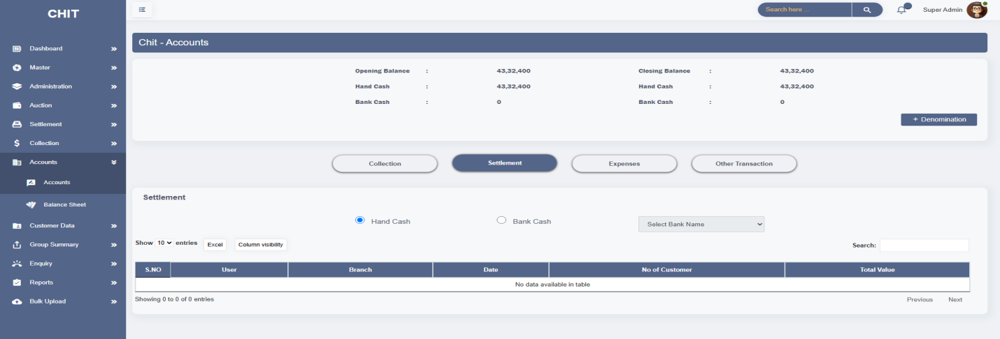 CHIT
Search here ...
Super Admin
Dashboard
Master
Administration
Auction
Settlement
Collection
Accounts
Accounts
Balance Sheet
Customer Data
Group Summary
Enquiry
Reports
Bulk Upload
Chit - Accounts
Opening Balance : 43,32,400 Closing Balance : 43,32,400
Hand Cash : 43,32,400 Hand Cash : 43,32,400
Bank Cash : 0 Bank Cash : 0
+ Denomination
Collection Settlement Expenses Other Transaction
Settlement
Hand Cash Bank Cash Select Bank Name
Show 10 entries Excel Column visibility Search:
S.NO User Branch Date No of Customer Total Value
No data available in table
Showing 0 to 0 of 0 entries Previous Next